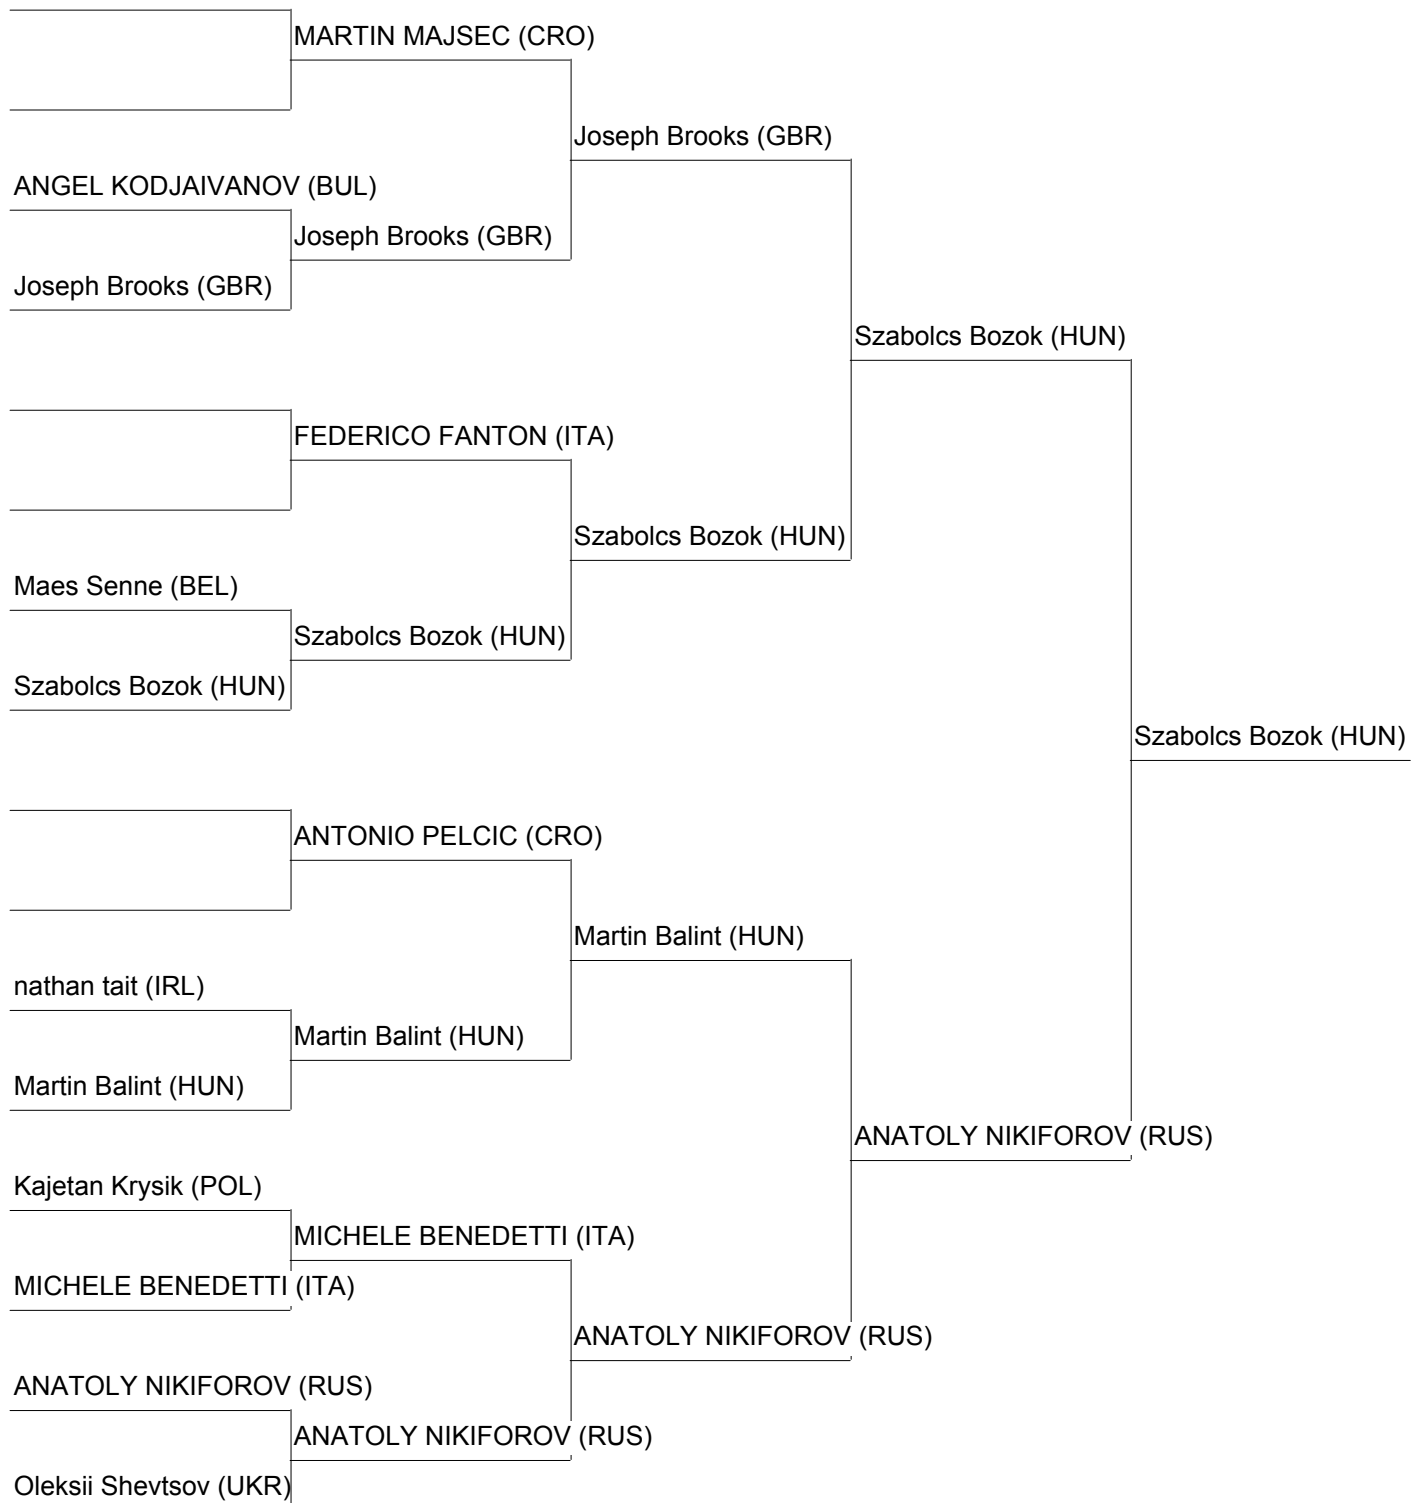 MARTIN MAJSEC (CRO)
Joseph Brooks (GBR)
ANGEL KODJAIVANOV (BUL)
Joseph Brooks (GBR)
Joseph Brooks (GBR)
Szabolcs Bozok (HUN)
FEDERICO FANTON (ITA)
Szabolcs Bozok (HUN)
Maes Senne (BEL)
Szabolcs Bozok (HUN)
Szabolcs Bozok (HUN)
Szabolcs Bozok (HUN)
ANTONIO PELCIC (CRO)
Martin Balint (HUN)
nathan tait (IRL)
Martin Balint (HUN)
Martin Balint (HUN)
ANATOLY NIKIFOROV (RUS)
Kajetan Krysik (POL)
MICHELE BENEDETTI (ITA)
MICHELE BENEDETTI (ITA)
ANATOLY NIKIFOROV (RUS)
ANATOLY NIKIFOROV (RUS)
ANATOLY NIKIFOROV (RUS)
Oleksii Shevtsov (UKR)